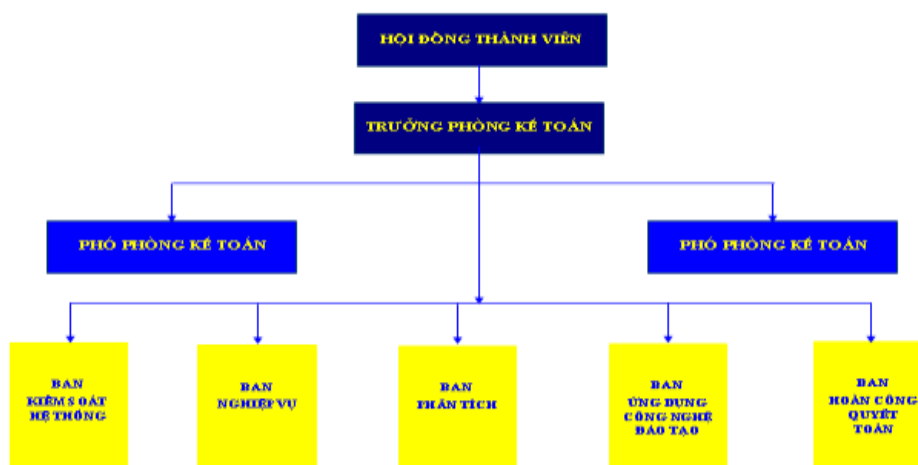 HỘI ĐỒNG THÀNH VIÊN
TRƯỞNG PHÒNG KẾ TOÁN
PHÓ PHÒNG KẾ TOÁN
PHÓ PHÒNG KẾ TOÁN
BAN
KIỂM SOÁT
HỆ THỐNG
BAN
NGHIỆP VỤ
BAN
PHÂN TÍCH
BAN
ỨNG DỤNG
CÔNG NGHỆ
ĐÀO TẠO
BAN
HOÀN CÔNG
QUYẾT
TOÁN